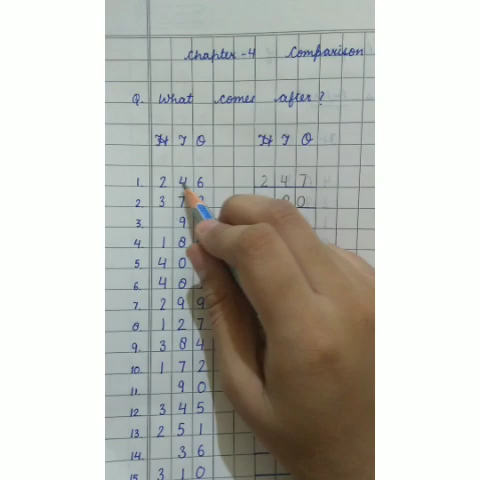 Chapter - 4 Comparison
Q. What comes after?
H T O H T O
1. 2 4 6 2 4 7
2. 3 7 0
3. 9
4. 1 8
5. 4 0
6. 4 0
7. 2 9 9
8. 1 2 7
9. 3 8 4
10. 1 7 2
11. 9 0
12. 3 4 5
13. 2 5 1
14. 3 6
15. 3 1 0